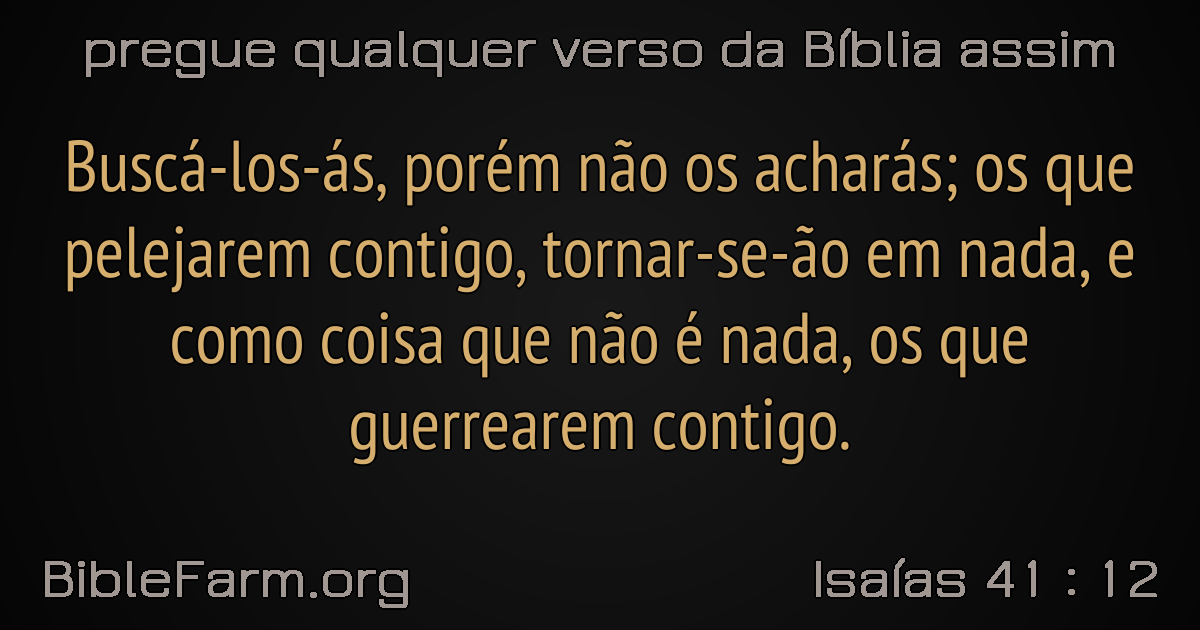 pregue qualquer verso da Bíblia assim
Buscá-los-ás, porém não os acharás; os que
pelejarem contigo, tornar-se-ão em nada, e
como coisa que não é nada, os que
guerrearem contigo.
BibleFarm.org
Isaías 41 : 12